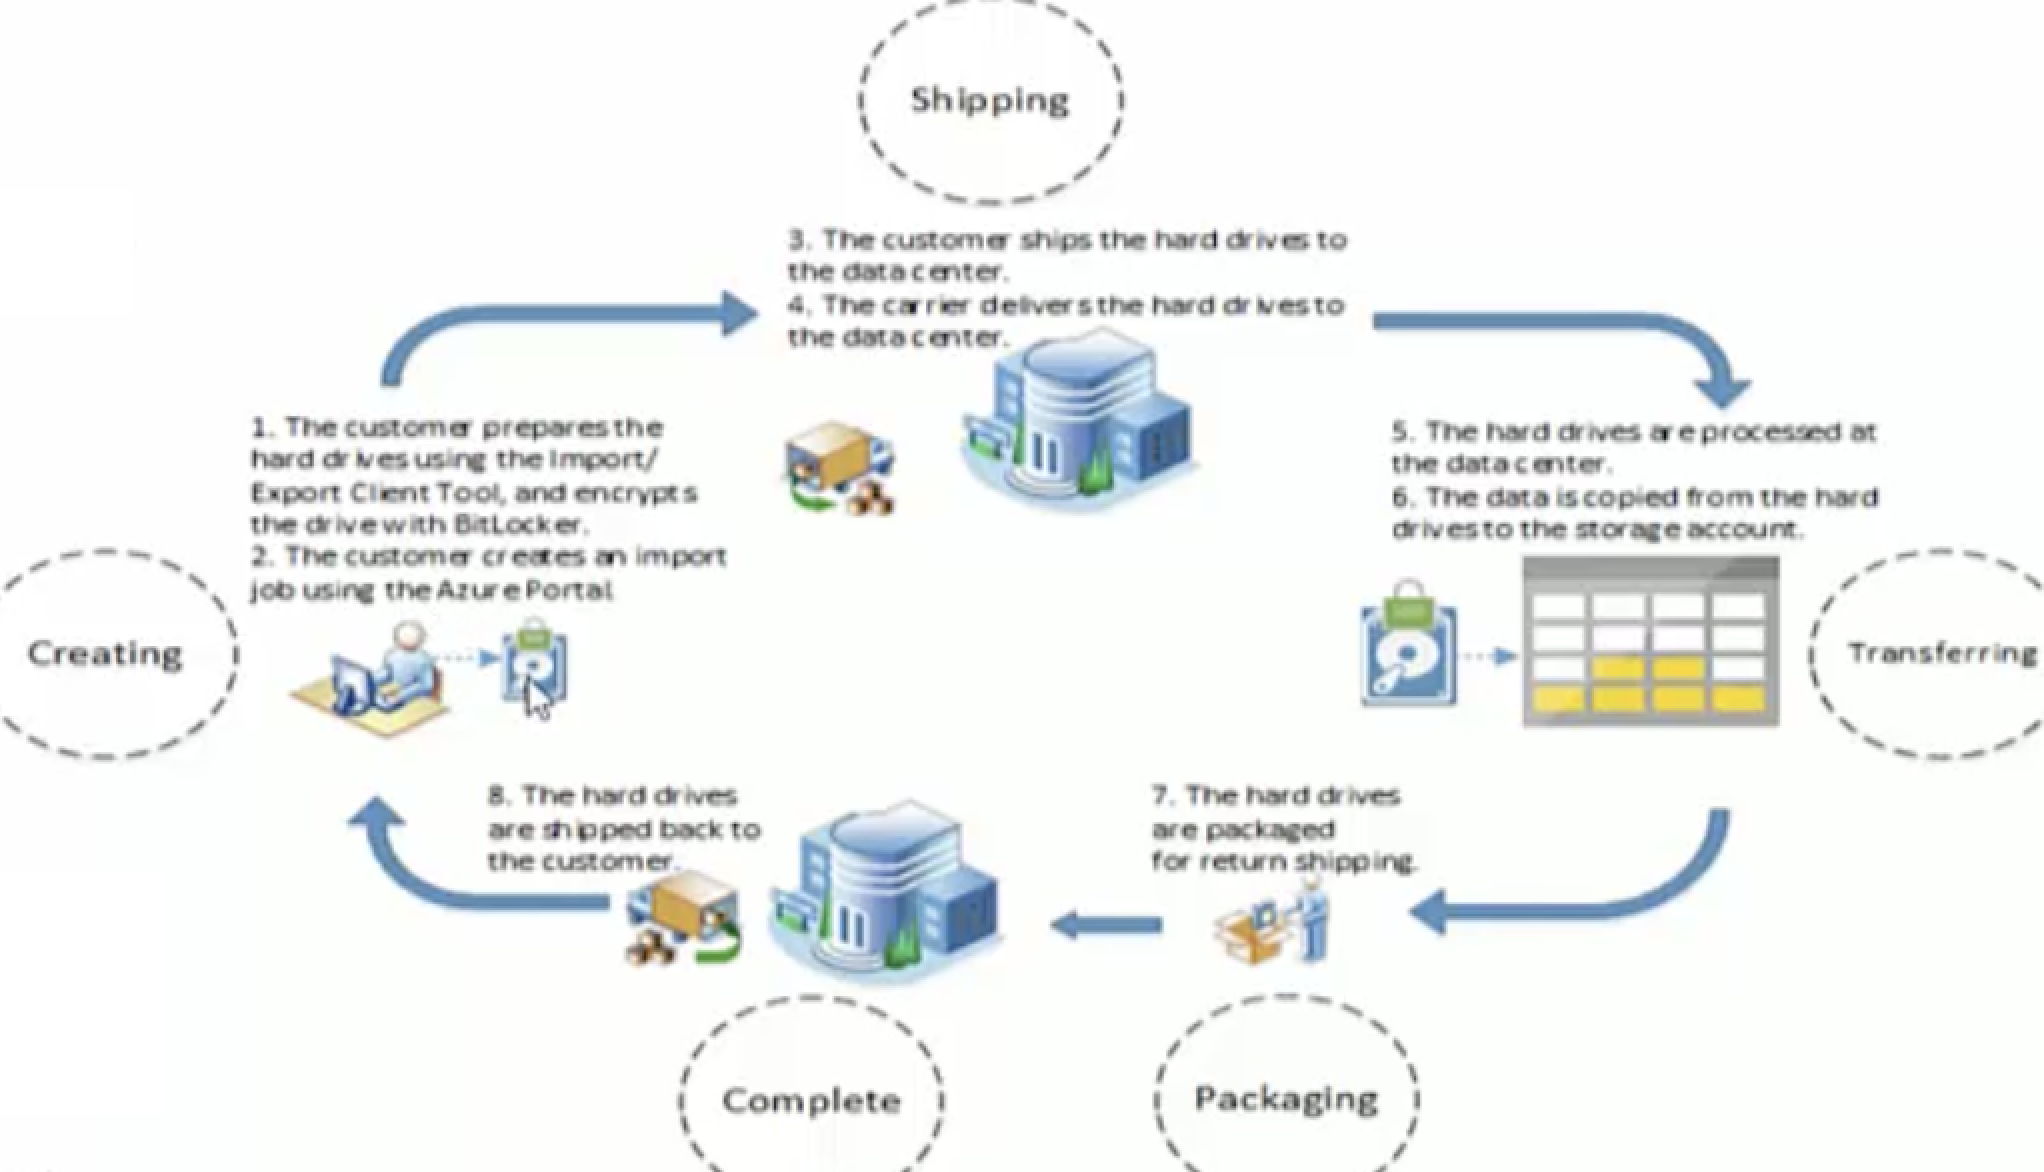 Shipping
3. The customer ships the hard drives to
the data center.
4. The carrier delivers the hard drives to
the data center.
1. The customer prepares the
hard drives using the Import/
Export Client Tool, and encrypts
the drive with BitLocker.
2. The customer creates an import
job using the Azure Portal
Creating
5. The hard drives are processed at
the data center.
6. The data is copied from the hard
drives to the storage account.
Transferring
8. The hard drives
are shipped back to
the customer.
7. The hard drives
are packaged
for return shipping.
Complete
Packaging